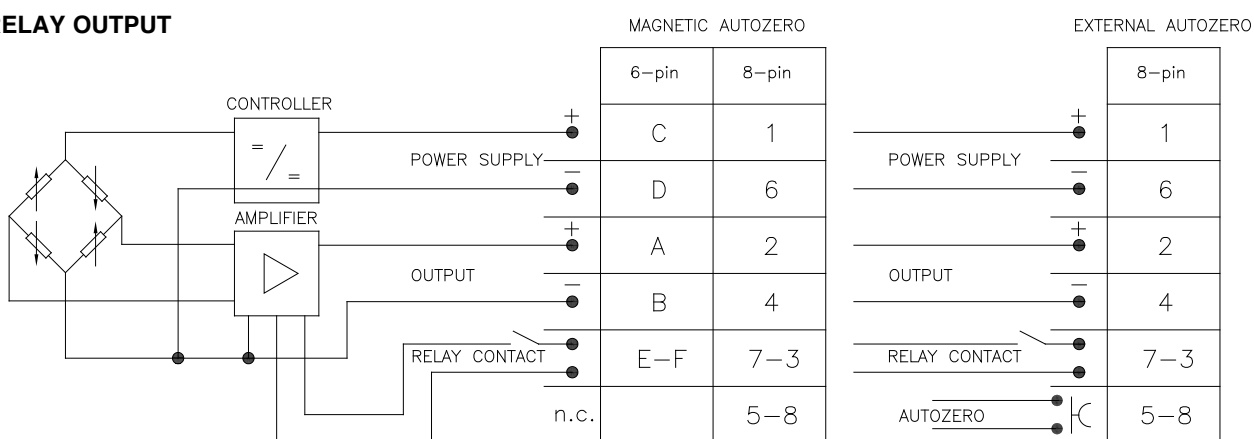 RELAY OUTPUT
MAGNETIC AUTOZERO
EXTERNAL AUTOZERO
6-pin 8-pin
8-pin
CONTROLLER
= / =
+
C 1
+
1
POWER SUPPLY
POWER SUPPLY
−
D 6
−
6
AMPLIFIER
+
A 2
+
2
OUTPUT
OUTPUT
−
B 4
−
4
RELAY CONTACT
E-F 7-3
RELAY CONTACT
7-3
n.c.
5-8
AUTOZERO
5-8